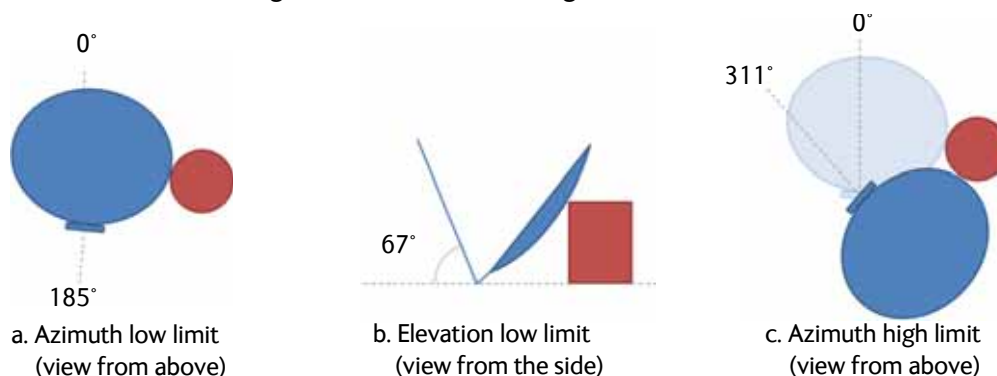 0°
185°
a. Azimuth low limit
(view from above)
67°
b. Elevation low limit
(view from the side)
0°
311°
c. Azimuth high limit
(view from above)